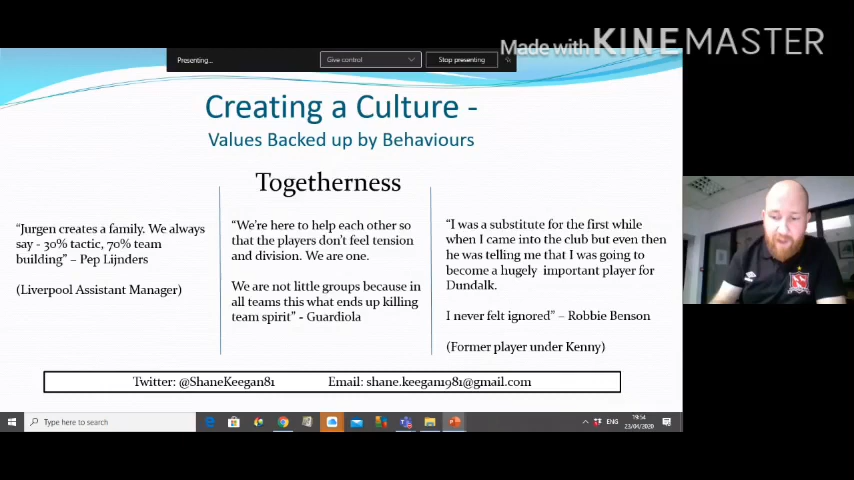 Made with KINEMASTER
Presenting...
Give control
Stop presenting
Creating a Culture -
Values Backed up by Behaviours
Togetherness
“Jurgen creates a family. We always
say - 30% tactic, 70% team
building” – Pep Lijnders
(Liverpool Assistant Manager)
“We’re here to help each other so
that the players don’t feel tension
and division. We are one.
We are not little groups because in
all teams this what ends up killing
team spirit” - Guardiola
“I was a substitute for the first while
when I came into the club but even then
he was telling me that I was going to
become a hugely important player for
Dundalk.
I never felt ignored” – Robbie Benson
(Former player under Kenny)
Twitter: @ShaneKeegan81 Email: shane.keegan1981@gmail.com
Type here to search
ENG
19:54
23/04/2020